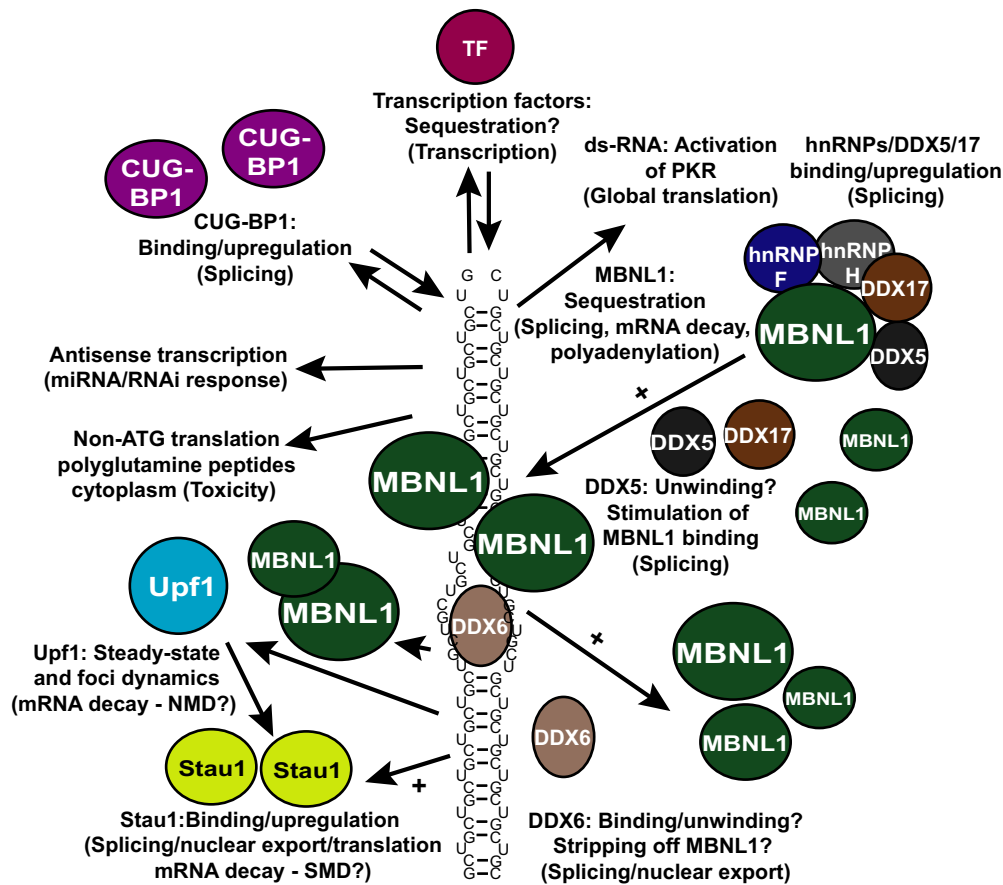 TF
Transcription factors:
Sequestration?
(Transcription)
CUG-
BP1
CUG-
BP1
CUG-BP1:
Binding/upregulation
(Splicing)
ds-RNA: Activation
of PKR
(Global translation)
hnRNPs/DDX5/17
binding/upregulation
(Splicing)
hnRNP
F
hnRNP
H
DDX17
MBNL1
DDX5
MBNL1:
Sequestration
(Splicing, mRNA decay,
polyadenylation)
+
Antisense transcription
(miRNA/RNAi response)
Non-ATG translation
polyglutamine peptides
cytoplasm (Toxicity)
MBNL1
MBNL1
DDX5
DDX17
MBNL1
MBNL1
DDX5: Unwinding?
Stimulation of
MBNL1 binding
(Splicing)
Upf1
MBNL1
MBNL1
DDX6
Upf1: Steady-state
and foci dynamics
(mRNA decay - NMD?)
+
MBNL1
MBNL1
MBNL1
DDX6
Stau1
Stau1
+
Stau1:Binding/upregulation
(Splicing/nuclear export/translation
mRNA decay - SMD?)
DDX6: Binding/unwinding?
Stripping off MBNL1?
(Splicing/nuclear export)